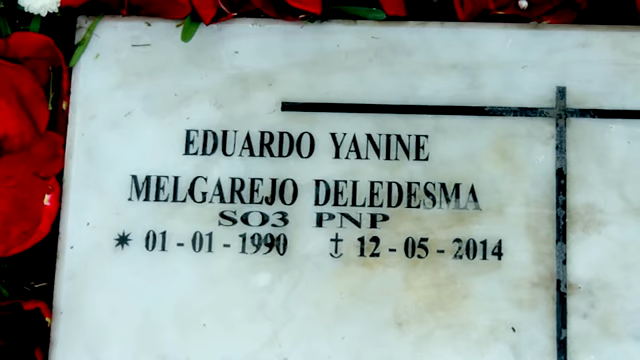 EDUARDO YANINE
MELGAREJO DELEDESMA
SO3 PNP
✷ 01 - 01 - 1990 ✝ 12 - 05 - 2014